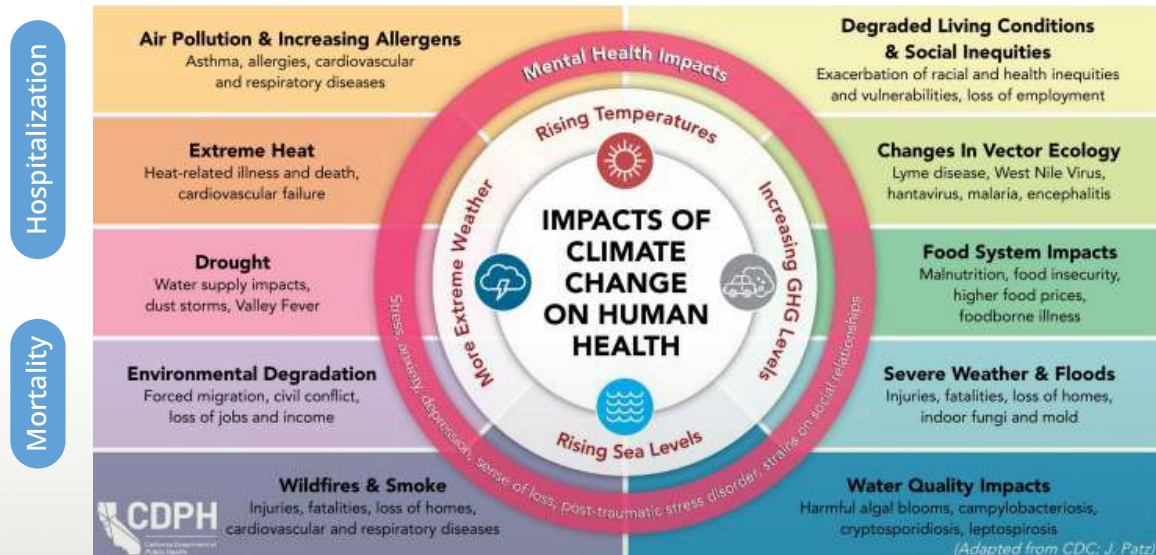 Hospitalization
Mortality
Air Pollution & Increasing Allergens
Asthma, allergies, cardiovascular
and respiratory diseases
Extreme Heat
Heat-related illness and death,
cardiovascular failure
Drought
Water supply impacts,
dust storms, Valley Fever
Environmental Degradation
Forced migration, civil conflict,
loss of jobs and income
Wildfires & Smoke
Injuries, fatalities, loss of homes,
cardiovascular and respiratory diseases
CDPH
California Department of
Public Health
Mental Health Impacts
Stress, anxiety, depression, sense of loss, post-traumatic stress disorder, strains on social relationships
Rising Temperatures
Increasing GHG Levels
Rising Sea Levels
More Extreme Weather
IMPACTS OF
CLIMATE
CHANGE
ON HUMAN
HEALTH
Degraded Living Conditions
& Social Inequities
Exacerbation of racial and health inequities
and vulnerabilities, loss of employment
Changes In Vector Ecology
Lyme disease, West Nile Virus,
hantavirus, malaria, encephalitis
Food System Impacts
Malnutrition, food insecurity,
higher food prices,
foodborne illness
Severe Weather & Floods
Injuries, fatalities, loss of homes,
indoor fungi and mold
Water Quality Impacts
Harmful algal blooms, campylobacteriosis,
cryptosporidiosis, leptospirosis
(Adapted from CDC; J. Patz)